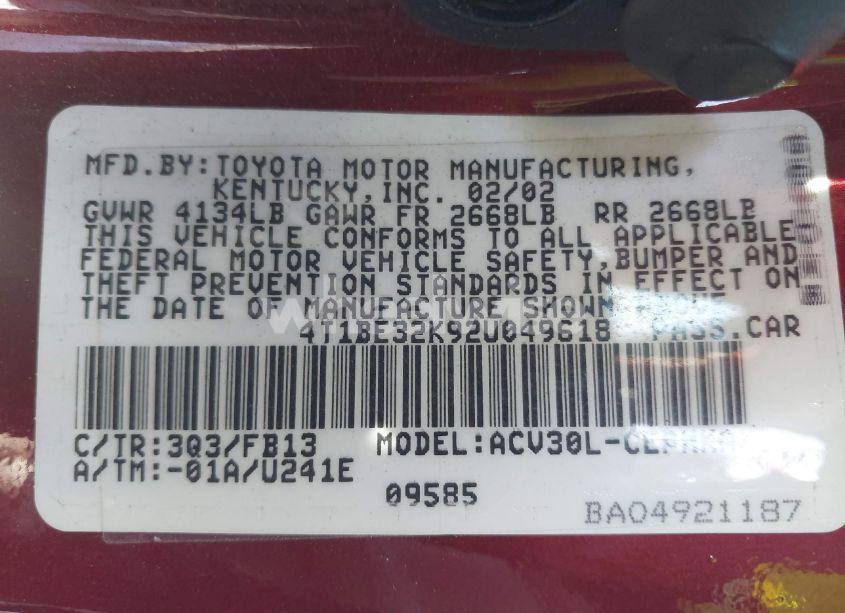 MFD.BY:TOYOTA MOTOR MANUFACTURING,
KENTUCKY,INC. 02/02
GVWR 4134LB GAWR FR 2668LB RR 2668LB
THIS VEHICLE CONFORMS TO ALL APPLICABLE
FEDERAL MOTOR VEHICLE SAFETY,BUMPER AND
THEFT PREVENTION STANDARDS IN EFFECT ON
THE DATE OF MANUFACTURE SHOWN
4T1BE32K92U049618 PASS.CAR
C/TR:3Q3/FB13 MODEL:ACV30L-
A/TM:-01A/U241E
09585
BA04921187